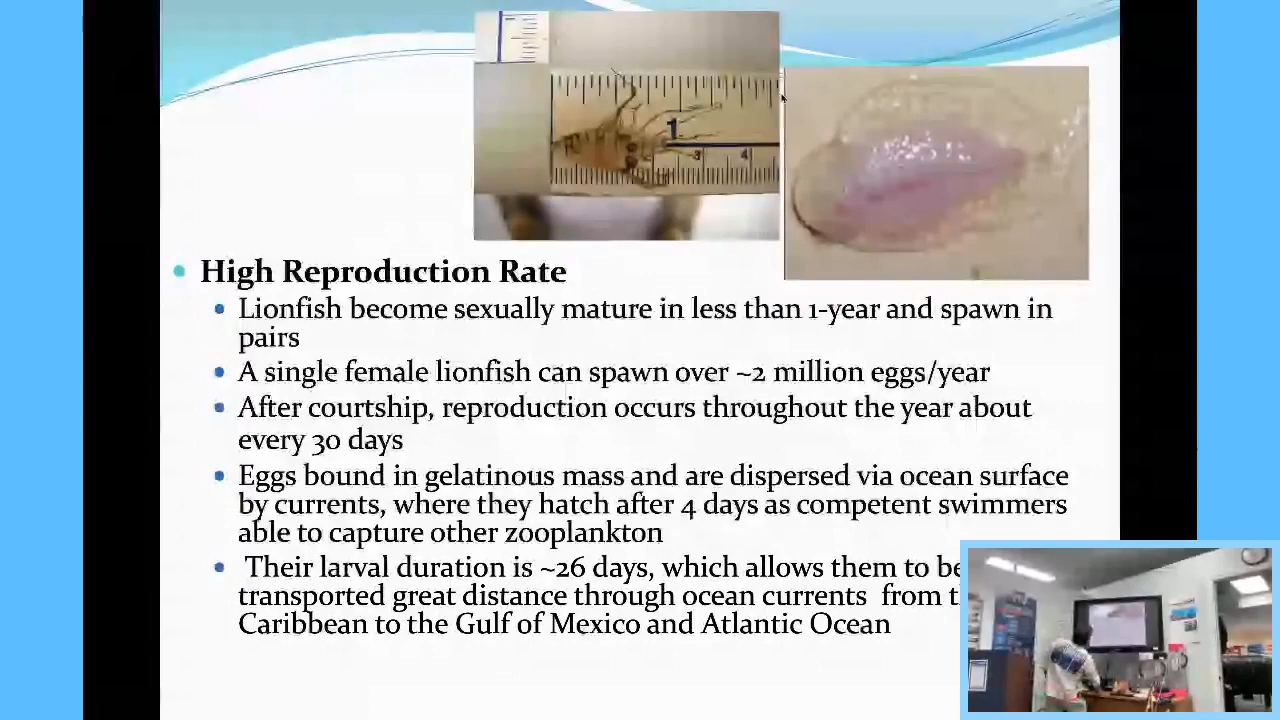 1
3 4
High Reproduction Rate
Lionfish become sexually mature in less than 1-year and spawn in
pairs
A single female lionfish can spawn over ~2 million eggs/year
After courtship, reproduction occurs throughout the year about
every 30 days
Eggs bound in gelatinous mass and are dispersed via ocean surface
by currents, where they hatch after 4 days as competent swimmers
able to capture other zooplankton
Their larval duration is ~26 days, which allows them to be
transported great distance through ocean currents from
Caribbean to the Gulf of Mexico and Atlantic Ocean